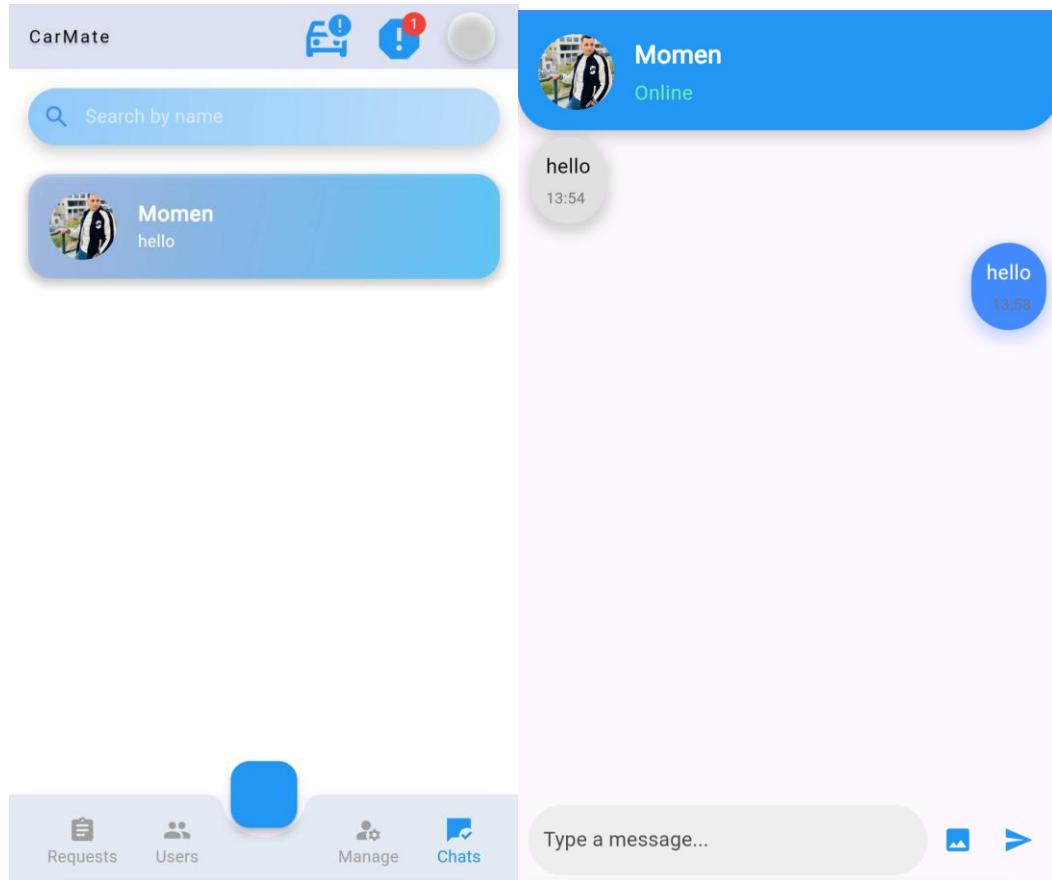 CarMate
1
Search by name
Momen
hello
Requests
Users
Manage
Chats
Momen
Online
hello
13:54
hello
13:58
Type a message...